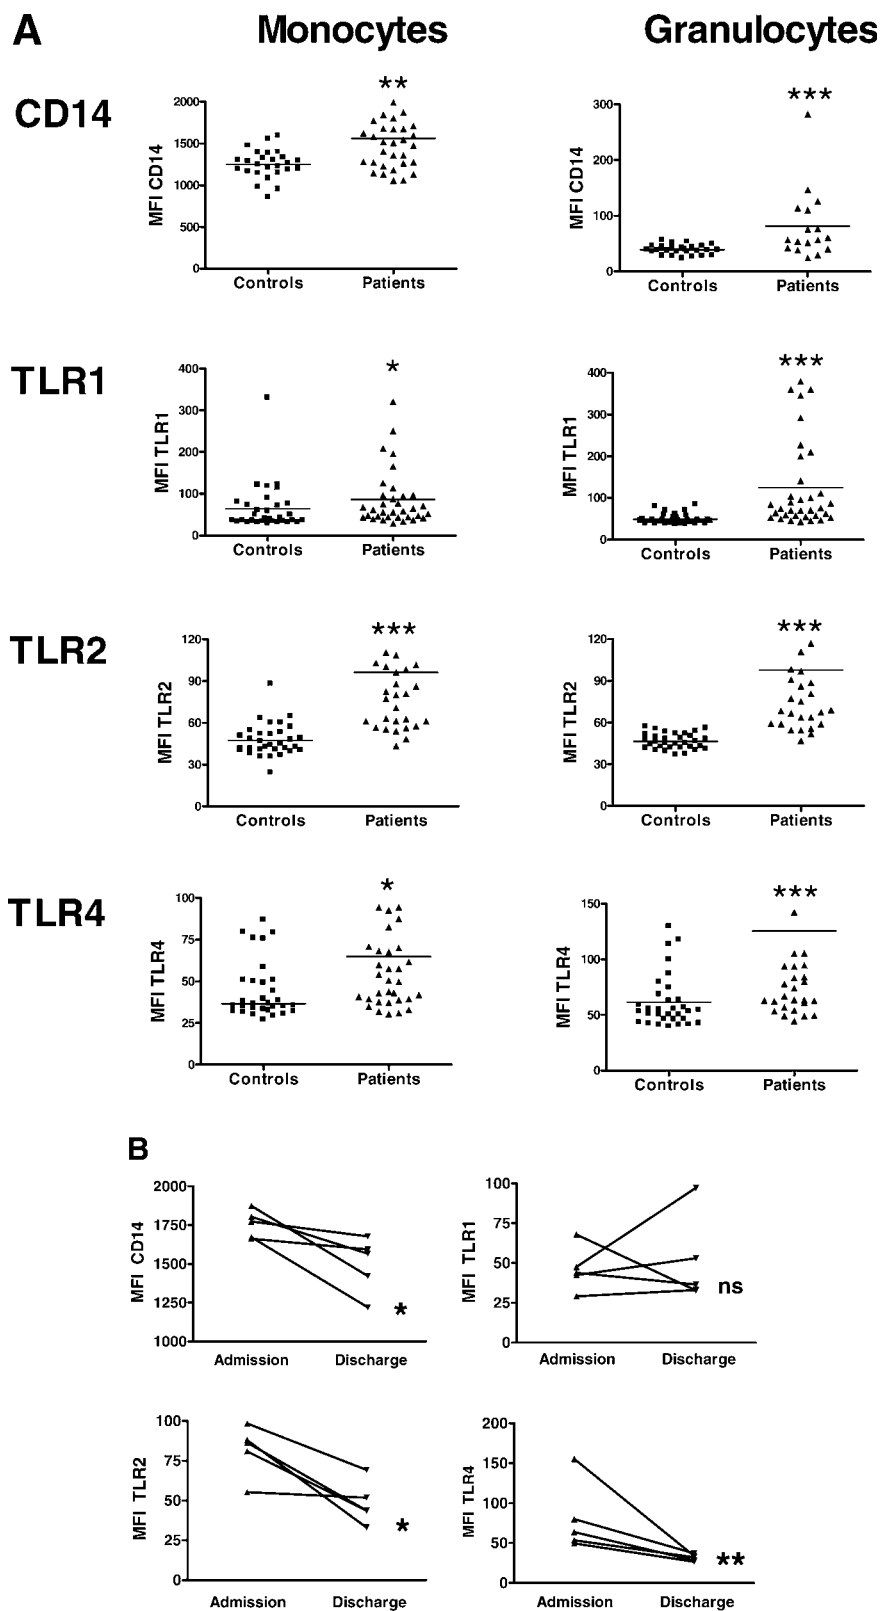 A Monocytes Granulocytes
CD14
** ***
MFI CD14 2000 1500 1000 500 0
Controls Patients
MFI CD14 300 200 100 0
Controls Patients
TLR1
* ***
MFI TLR1 400 300 200 100 0
Controls Patients
MFI TLR1 400 300 200 100 0
Controls Patients
TLR2
*** ***
MFI TLR2 120 90 60 30 0
Controls Patients
MFI TLR2 120 90 60 30 0
Controls Patients
TLR4
* ***
MFI TLR4 100 75 50 25 0
Controls Patients
MFI TLR4 150 100 50 0
Controls Patients
B
MFI CD14 2000 1750 1500 1250 1000
*
Admission Discharge
MFI TLR1 100 75 50 25 0
ns
Admission Discharge
MFI TLR2 100 75 50 25 0
*
Admission Discharge
MFI TLR4 200 150 100 50 0
**
Admission Discharge